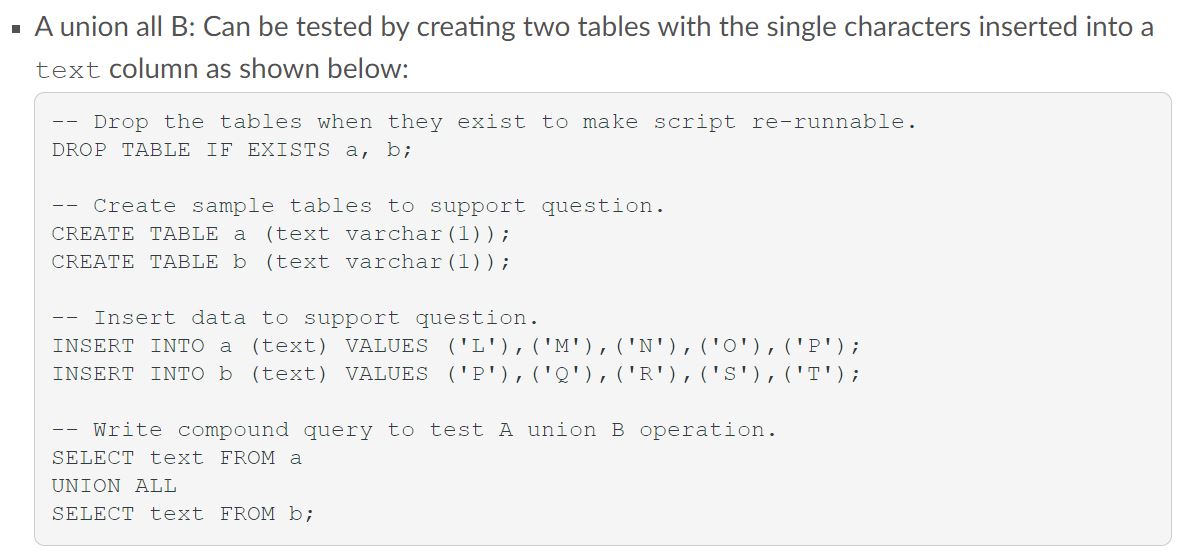 ▪ A union all B: Can be tested by creating two tables with the single characters inserted into a
text column as shown below:
-- Drop the tables when they exist to make script re-runnable.
DROP TABLE IF EXISTS a, b;
-- Create sample tables to support question.
CREATE TABLE a (text varchar(1));
CREATE TABLE b (text varchar(1));
-- Insert data to support question.
INSERT INTO a (text) VALUES ('L'),('M'),('N'),('O'),('P');
INSERT INTO b (text) VALUES ('P'),('Q'),('R'),('S'),('T');
-- Write compound query to test A union B operation.
SELECT text FROM a
UNION ALL
SELECT text FROM b;